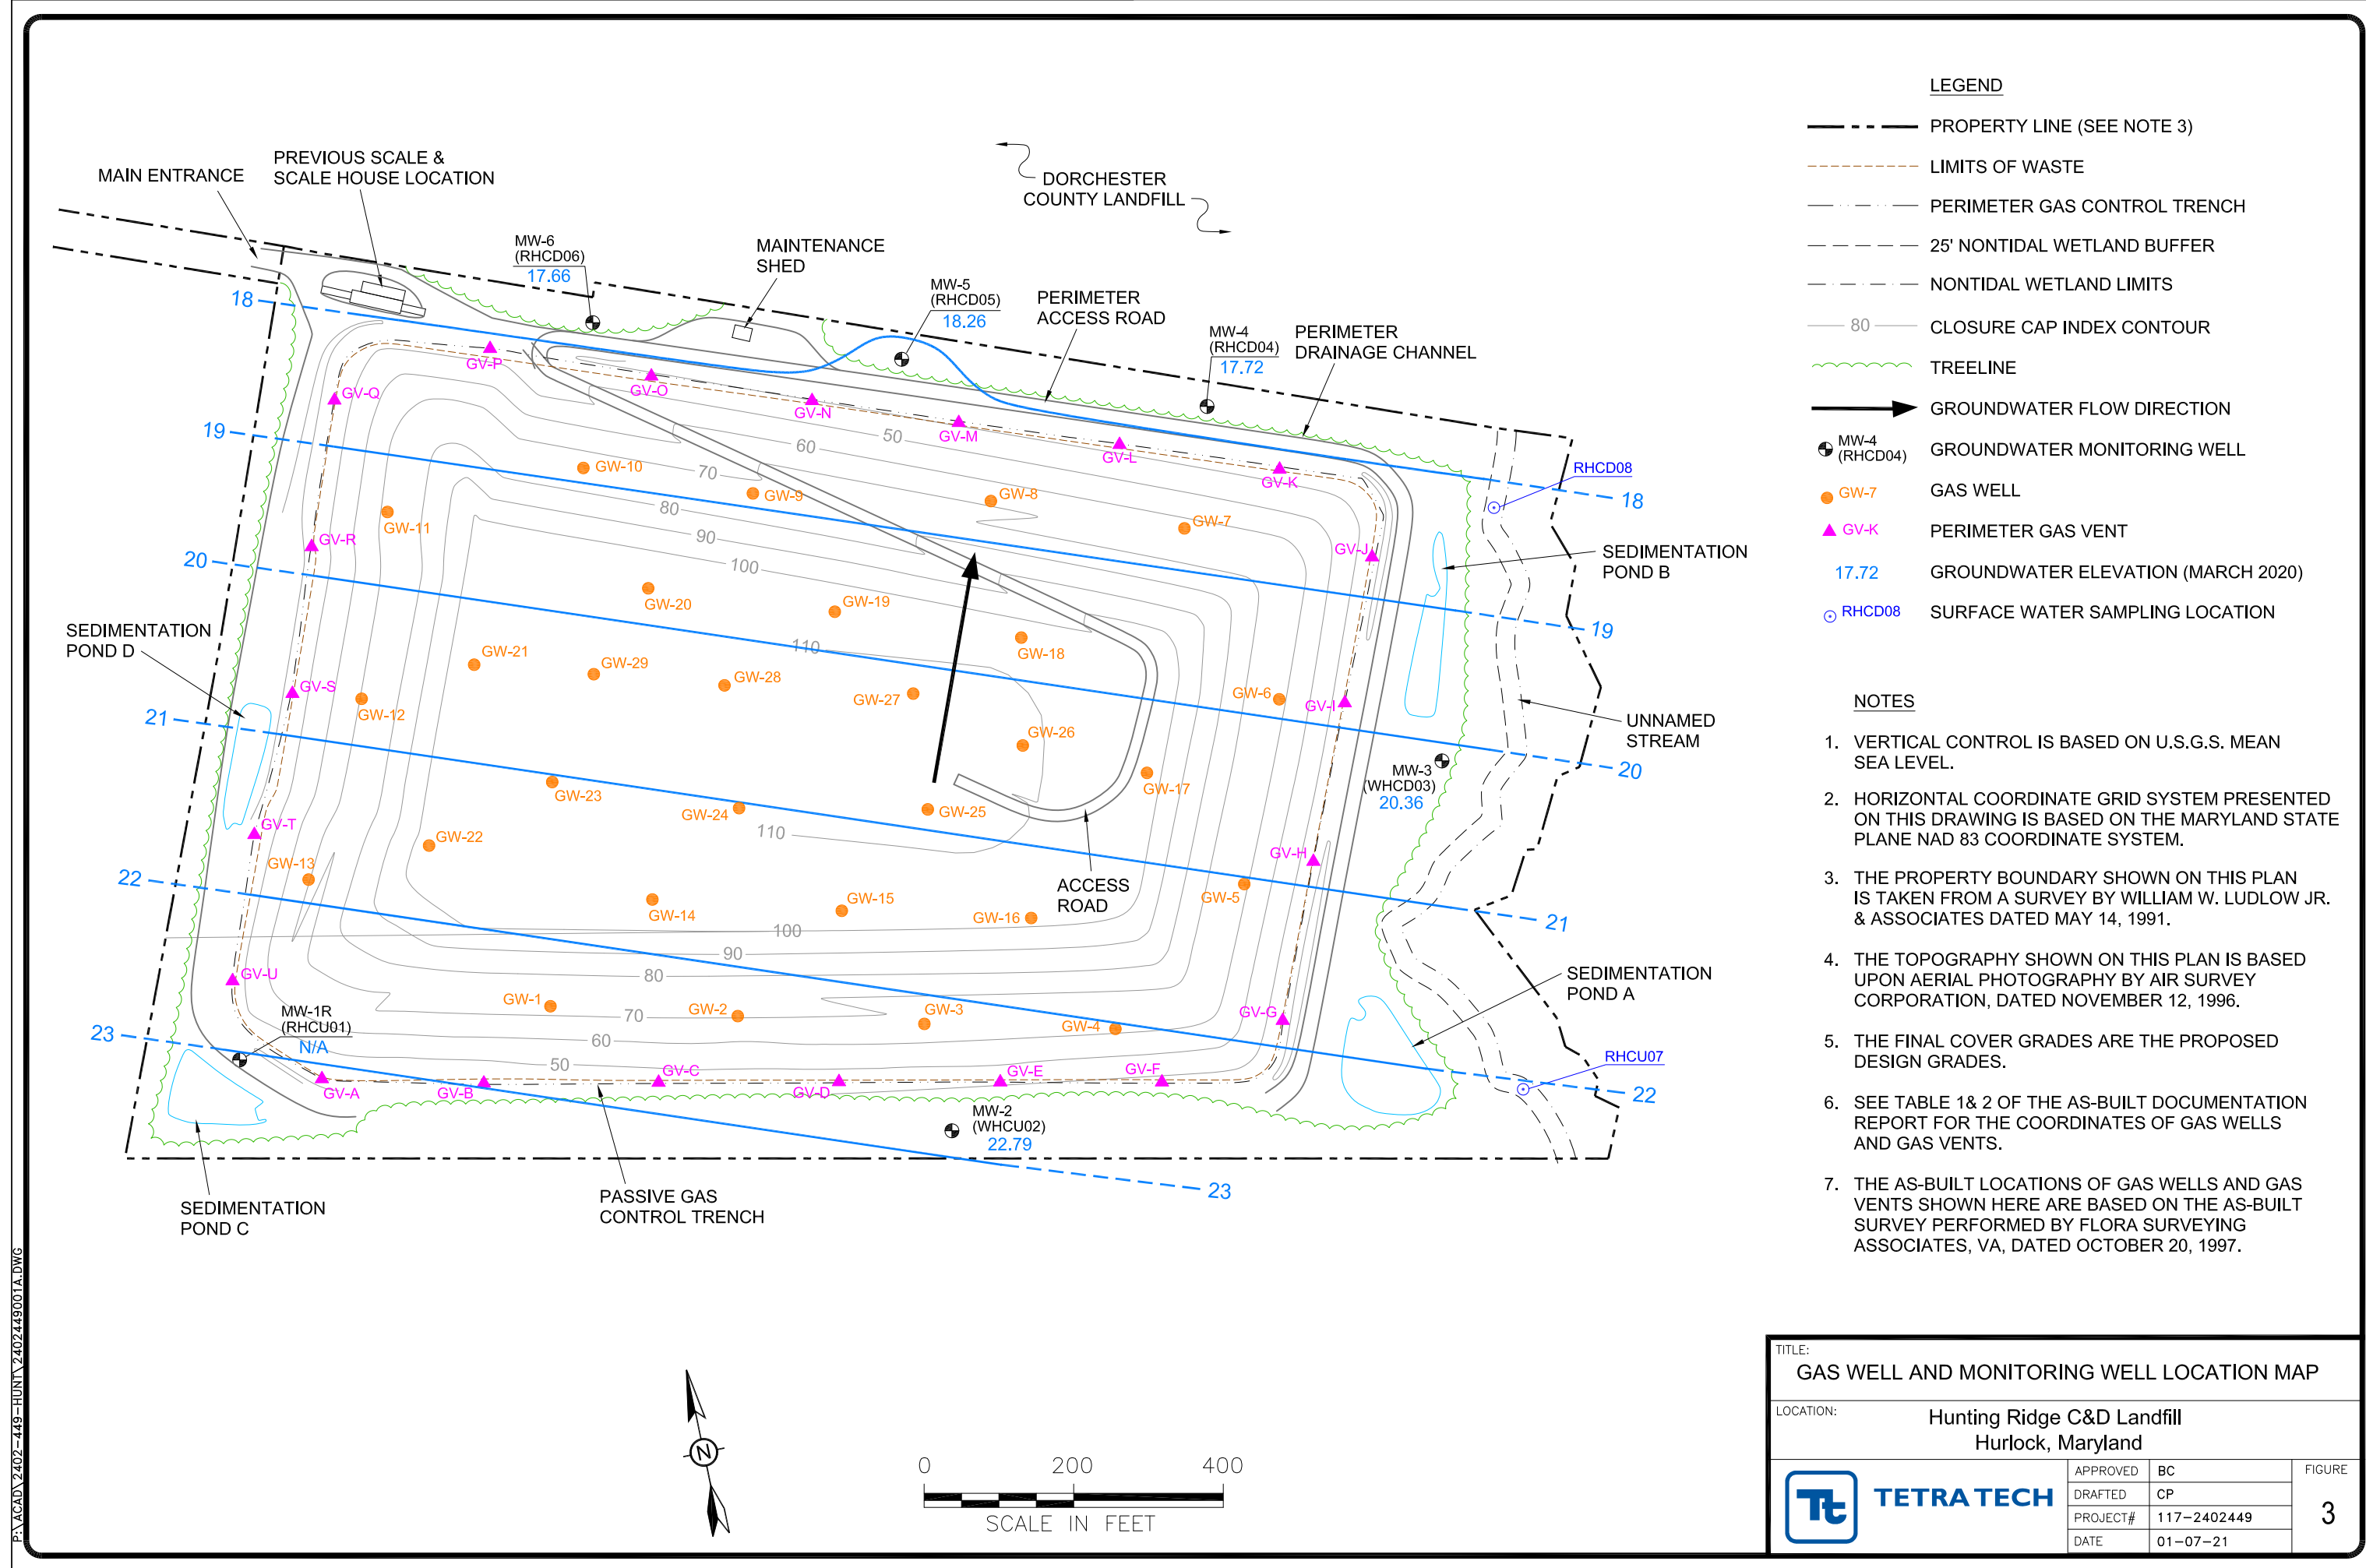 MAIN ENTRANCE
PREVIOUS SCALE &
SCALE HOUSE LOCATION
MW-6
(RHCD06)
17.66
MAINTENANCE
SHED
DORCHESTER
COUNTY LANDFILL
MW-5
(RHCD05)
18.26
PERIMETER
ACCESS ROAD
MW-4
(RHCD04)
17.72
PERIMETER
DRAINAGE CHANNEL
18
GV-P
GV-O
GV-N
GV-M
GV-L
GV-K
GV-Q
50
60
70
80
90
100
110
19
GW-10
GW-9
GW-8
GW-7
GW-11
GV-R
GV-J
RHCD08
18
20
SEDIMENTATION
POND B
GW-20
GW-19
GW-18
19
SEDIMENTATION
POND D
GW-21
GW-29
GW-28
GW-27
GW-6
GV-I
GV-S
GW-12
21
GW-26
UNNAMED
STREAM
20
MW-3
(WHCD03)
20.36
GW-23
GW-24
GW-25
GW-17
GV-T
110
GW-22
GW-13
GV-H
22
GW-14
GW-15
GW-16
GW-5
ACCESS
ROAD
21
100
90
80
70
60
50
GV-U
SEDIMENTATION
POND A
GW-1
GW-2
GW-3
GW-4
GV-G
MW-1R
(RHCU01)
N/A
23
RHCU07
22
GV-A
GV-B
GV-C
GV-D
GV-E
GV-F
MW-2
(WHCU02)
22.79
23
SEDIMENTATION
POND C
PASSIVE GAS
CONTROL TRENCH
N
0 200 400
SCALE IN FEET
P:\ACAD\2402-449-HUNT\2402449001A.DWG
LEGEND
PROPERTY LINE (SEE NOTE 3)
LIMITS OF WASTE
PERIMETER GAS CONTROL TRENCH
25' NONTIDAL WETLAND BUFFER
NONTIDAL WETLAND LIMITS
80 CLOSURE CAP INDEX CONTOUR
TREELINE
GROUNDWATER FLOW DIRECTION
MW-4
(RHCD04) GROUNDWATER MONITORING WELL
GW-7 GAS WELL
GV-K PERIMETER GAS VENT
17.72 GROUNDWATER ELEVATION (MARCH 2020)
RHCD08 SURFACE WATER SAMPLING LOCATION
NOTES
1. VERTICAL CONTROL IS BASED ON U.S.G.S. MEAN
SEA LEVEL.
2. HORIZONTAL COORDINATE GRID SYSTEM PRESENTED
ON THIS DRAWING IS BASED ON THE MARYLAND STATE
PLANE NAD 83 COORDINATE SYSTEM.
3. THE PROPERTY BOUNDARY SHOWN ON THIS PLAN
IS TAKEN FROM A SURVEY BY WILLIAM W. LUDLOW JR.
& ASSOCIATES DATED MAY 14, 1991.
4. THE TOPOGRAPHY SHOWN ON THIS PLAN IS BASED
UPON AERIAL PHOTOGRAPHY BY AIR SURVEY
CORPORATION, DATED NOVEMBER 12, 1996.
5. THE FINAL COVER GRADES ARE THE PROPOSED
DESIGN GRADES.
6. SEE TABLE 1& 2 OF THE AS-BUILT DOCUMENTATION
REPORT FOR THE COORDINATES OF GAS WELLS
AND GAS VENTS.
7. THE AS-BUILT LOCATIONS OF GAS WELLS AND GAS
VENTS SHOWN HERE ARE BASED ON THE AS-BUILT
SURVEY PERFORMED BY FLORA SURVEYING
ASSOCIATES, VA, DATED OCTOBER 20, 1997.
TITLE:
GAS WELL AND MONITORING WELL LOCATION MAP
LOCATION:
Hunting Ridge C&D Landfill
Hurlock, Maryland
Tt TETRA TECH
APPROVED BC
DRAFTED CP
PROJECT# 117-2402449
DATE 01-07-21
FIGURE
3